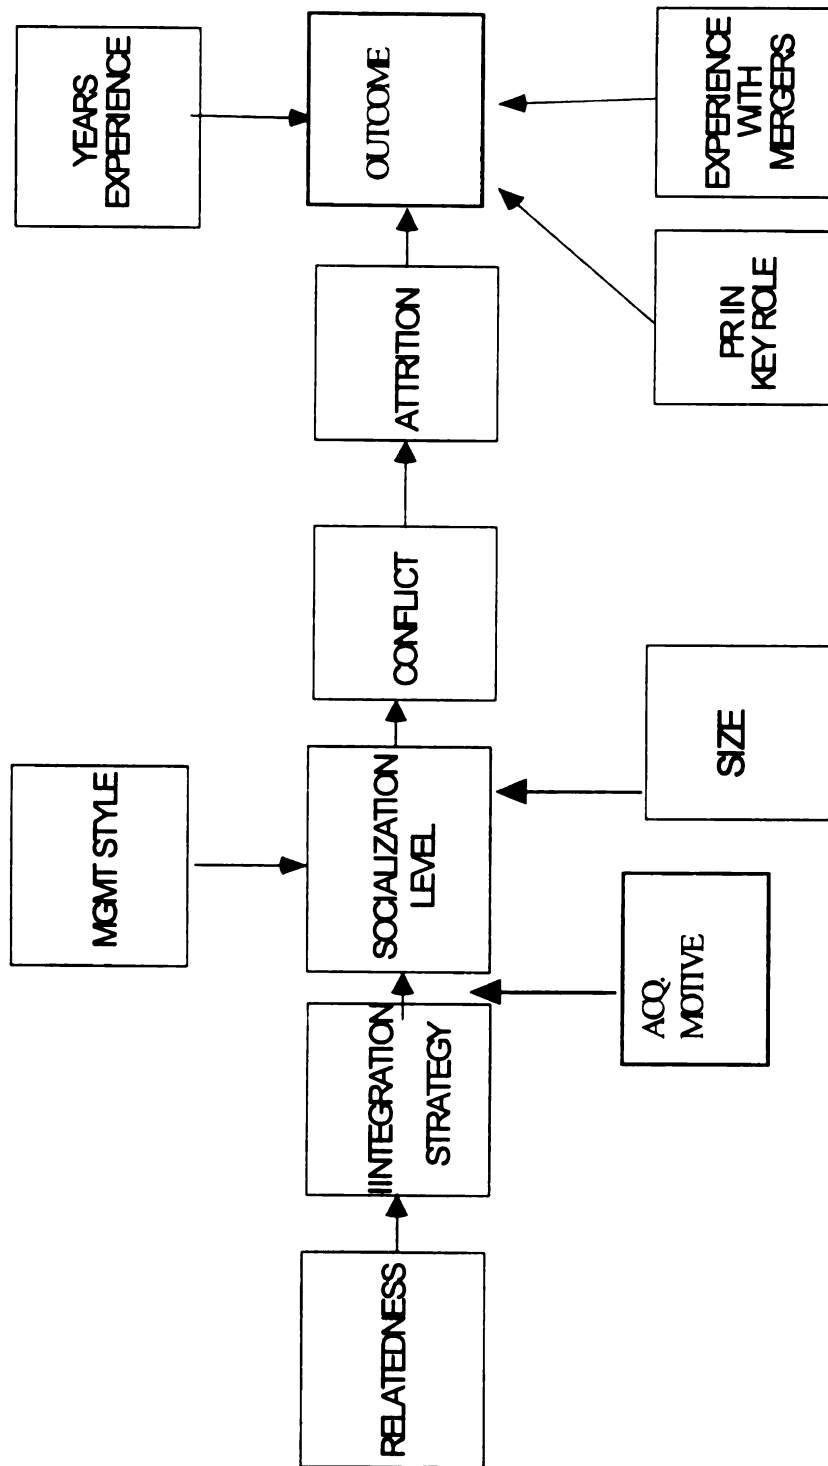 YEARS
EXPERIENCE
MGMT STYLE
RELATEDNESS
IINTEGRATION
STRATEGY
SOCIALIZATION
LEVEL
CONFLICT
ATTRITION
OUTCOME
ACQ.
MOTIVE
SIZE
PR IN
KEY ROLE
EXPERIENCE
WITH
MERGERS